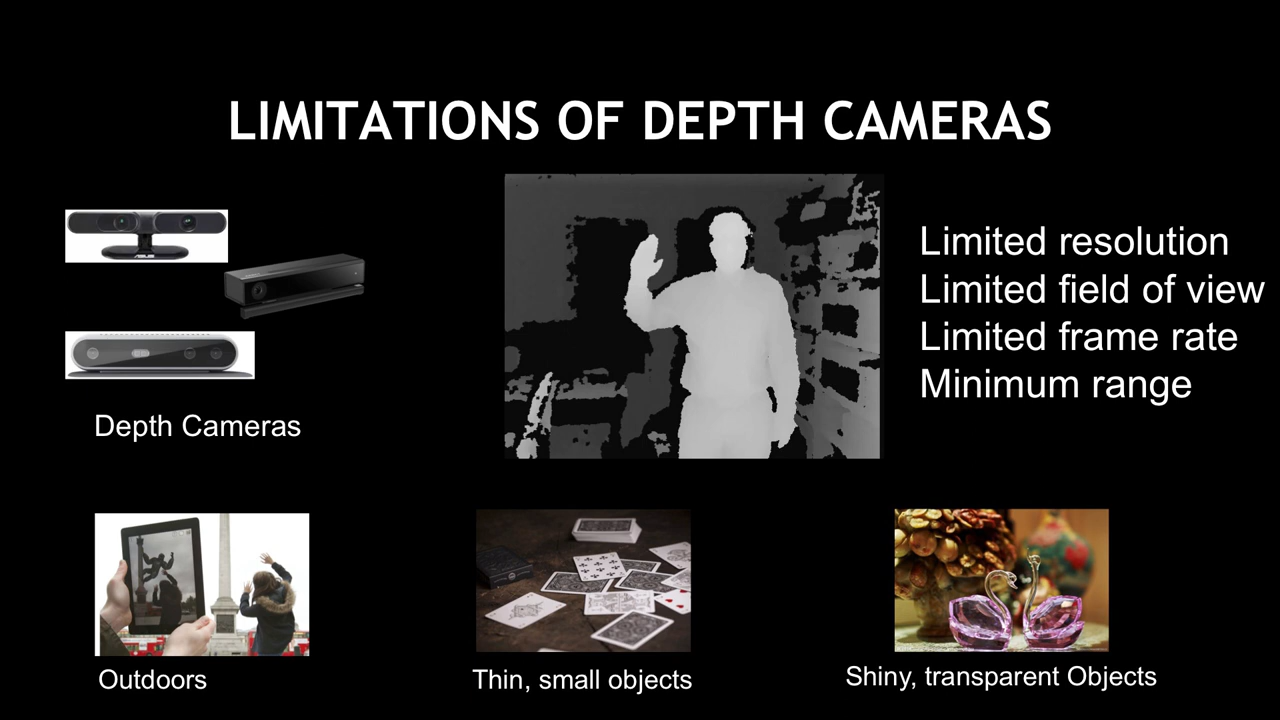 LIMITATIONS OF DEPTH CAMERAS
ASUS
Limited resolution
Limited field of view
Limited frame rate
Minimum range
Depth Cameras
Outdoors
Thin, small objects
Shiny, transparent Objects